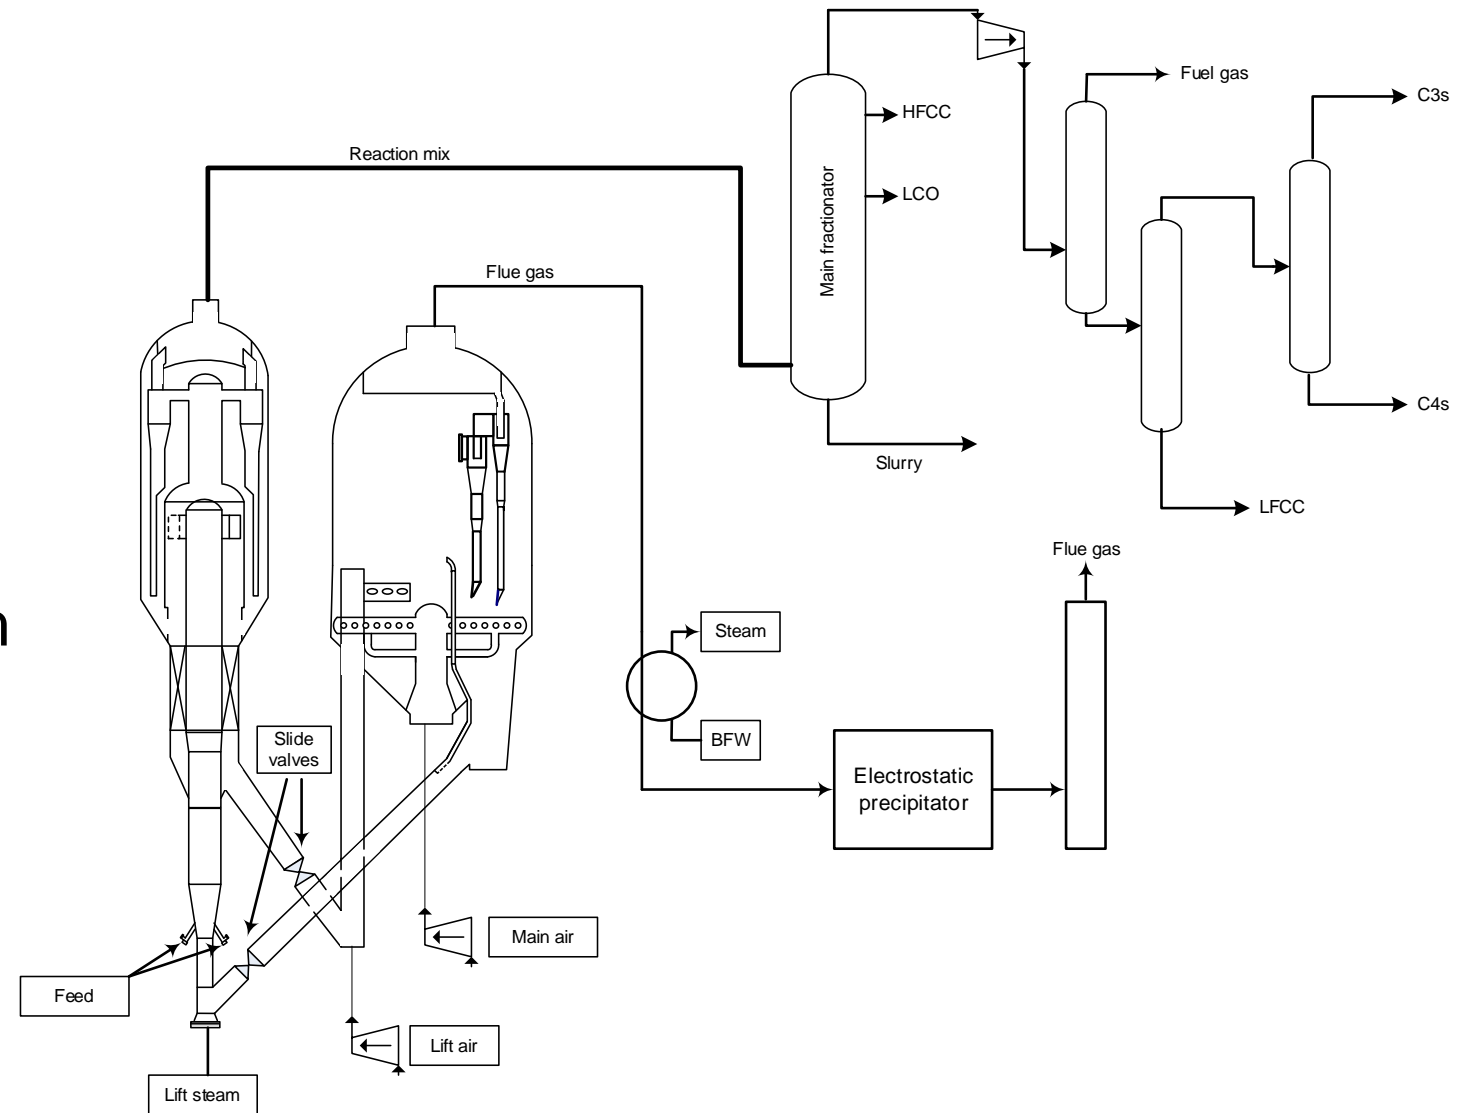 Fuel gas
C3s
HFCC
Reaction mix
LCO
Main fractionator
Flue gas
C4s
Slurry
LFCC
Flue gas
n
Steam
Slide
valves
BFW
Electrostatic
precipitator
Main air
Feed
Lift air
Lift steam